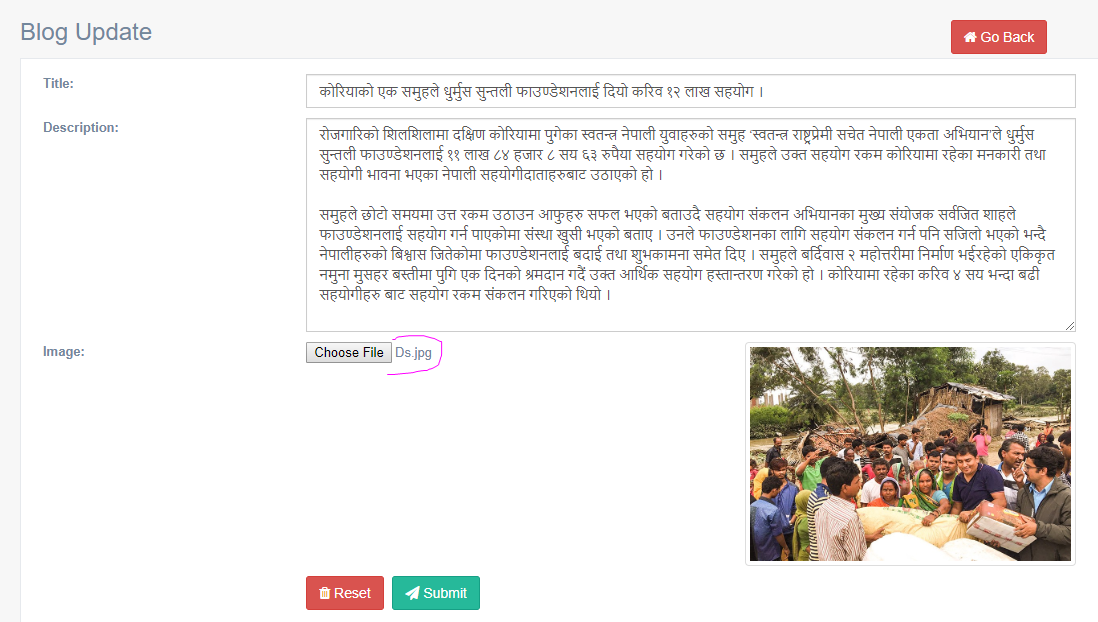 Blog Update
Go Back
Title:
कोरियाको एक समुहले धुर्मुस सुन्तली फाउण्डेशनलाई दियो करिव १२ लाख सहयोग ।
Description:
रोजगारिको शिलशिलामा दक्षिण कोरियामा पुगेका स्वतन्त्र नेपाली युवाहरुको समुह 'स्वतन्त्र राष्ट्रप्रेमी सचेत नेपाली एकता अभियान'ले धुर्मुस
सुन्तली फाउण्डेशनलाई ११ लाख ८४ हजार ८ सय ६३ रुपैया सहयोग गरेको छ । समुहले उक्त सहयोग रकम कोरियामा रहेका मनकारी तथा
सहयोगी भावना भएका नेपाली सहयोगीदाताहरुबाट उठाएको हो ।
समुहले छोटो समयमा उत्त रकम उठाउन आफुहरु सफल भएको बताउदै सहयोग संकलन अभियानका मुख्य संयोजक सर्वजित शाहले
फाउण्डेशनलाई सहयोग गर्न पाएकोमा संस्था खुसी भएको बताए । उनले फाउण्डेशनका लागि सहयोग संकलन गर्न पनि सजिलो भएको भन्दै
नेपालीहरुको बिश्वास जितेकोमा फाउण्डेशनलाई बदाई तथा शुभकामना समेत दिए । समुहले बर्दिवास २ महोत्तरीमा निर्माण भईरहेको एकिकृत
नमुना मुसहर बस्तीमा पुगि एक दिनको श्रमदान गर्दै उक्त आर्थिक सहयोग हस्तान्तरण गरेको हो । कोरियामा रहेका करिव ४ सय भन्दा बढी
सहयोगीहरु बाट सहयोग रकम संकलन गरिएको थियो ।
Image:
Choose File Ds.jpg
Reset
Submit